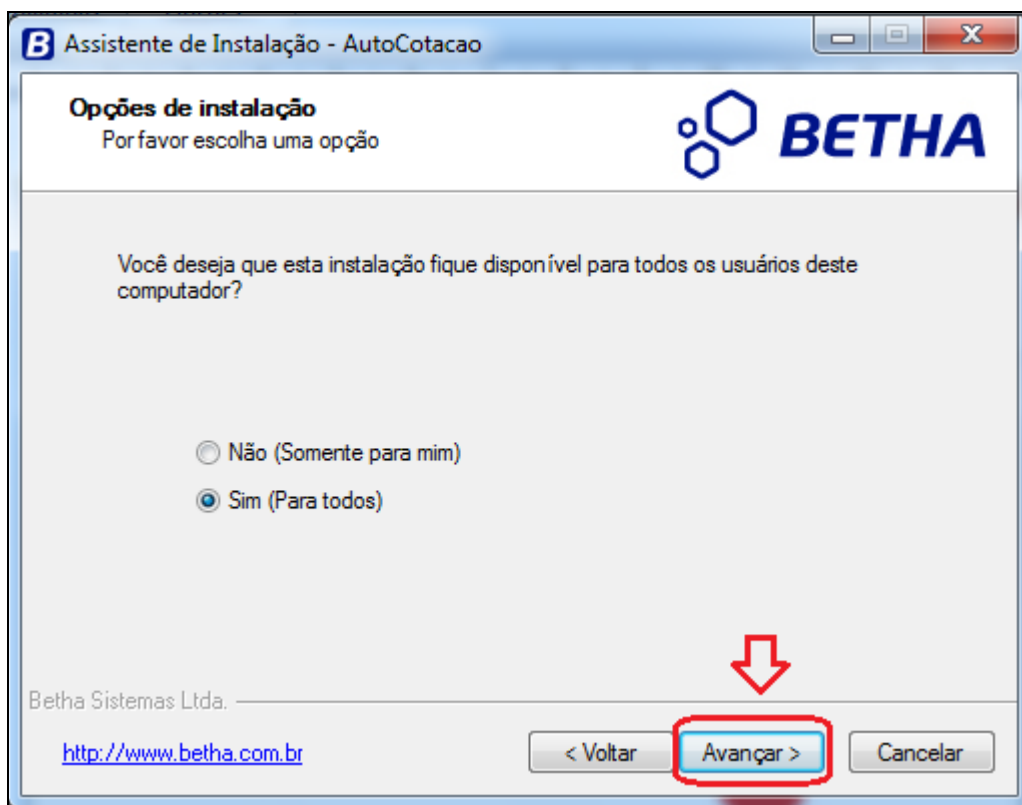 B Assistente de Instalação - AutoCotacao
Opções de instalação
Por favor escolha uma opção
BETHA
Você deseja que esta instalação fique disponível para todos os usuários deste
computador?
Não (Somente para mim)
Sim (Para todos)
Betha Sistemas Ltda.
http://www.betha.com.br
< Voltar
Avançar >
Cancelar